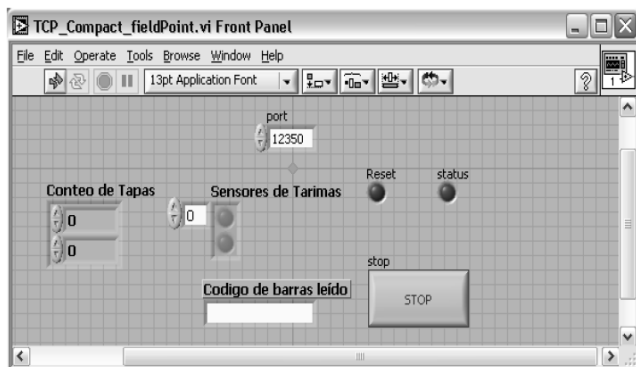 TCP_Compact_fieldPoint.vi Front Panel
File Edit Operate Tools Browse Window Help
13pt Application Font
?
1
port
12350
Reset status
Conteo de Tapas
Sensores de Tarimas
0
0
0
stop
Codigo de barras leído
STOP